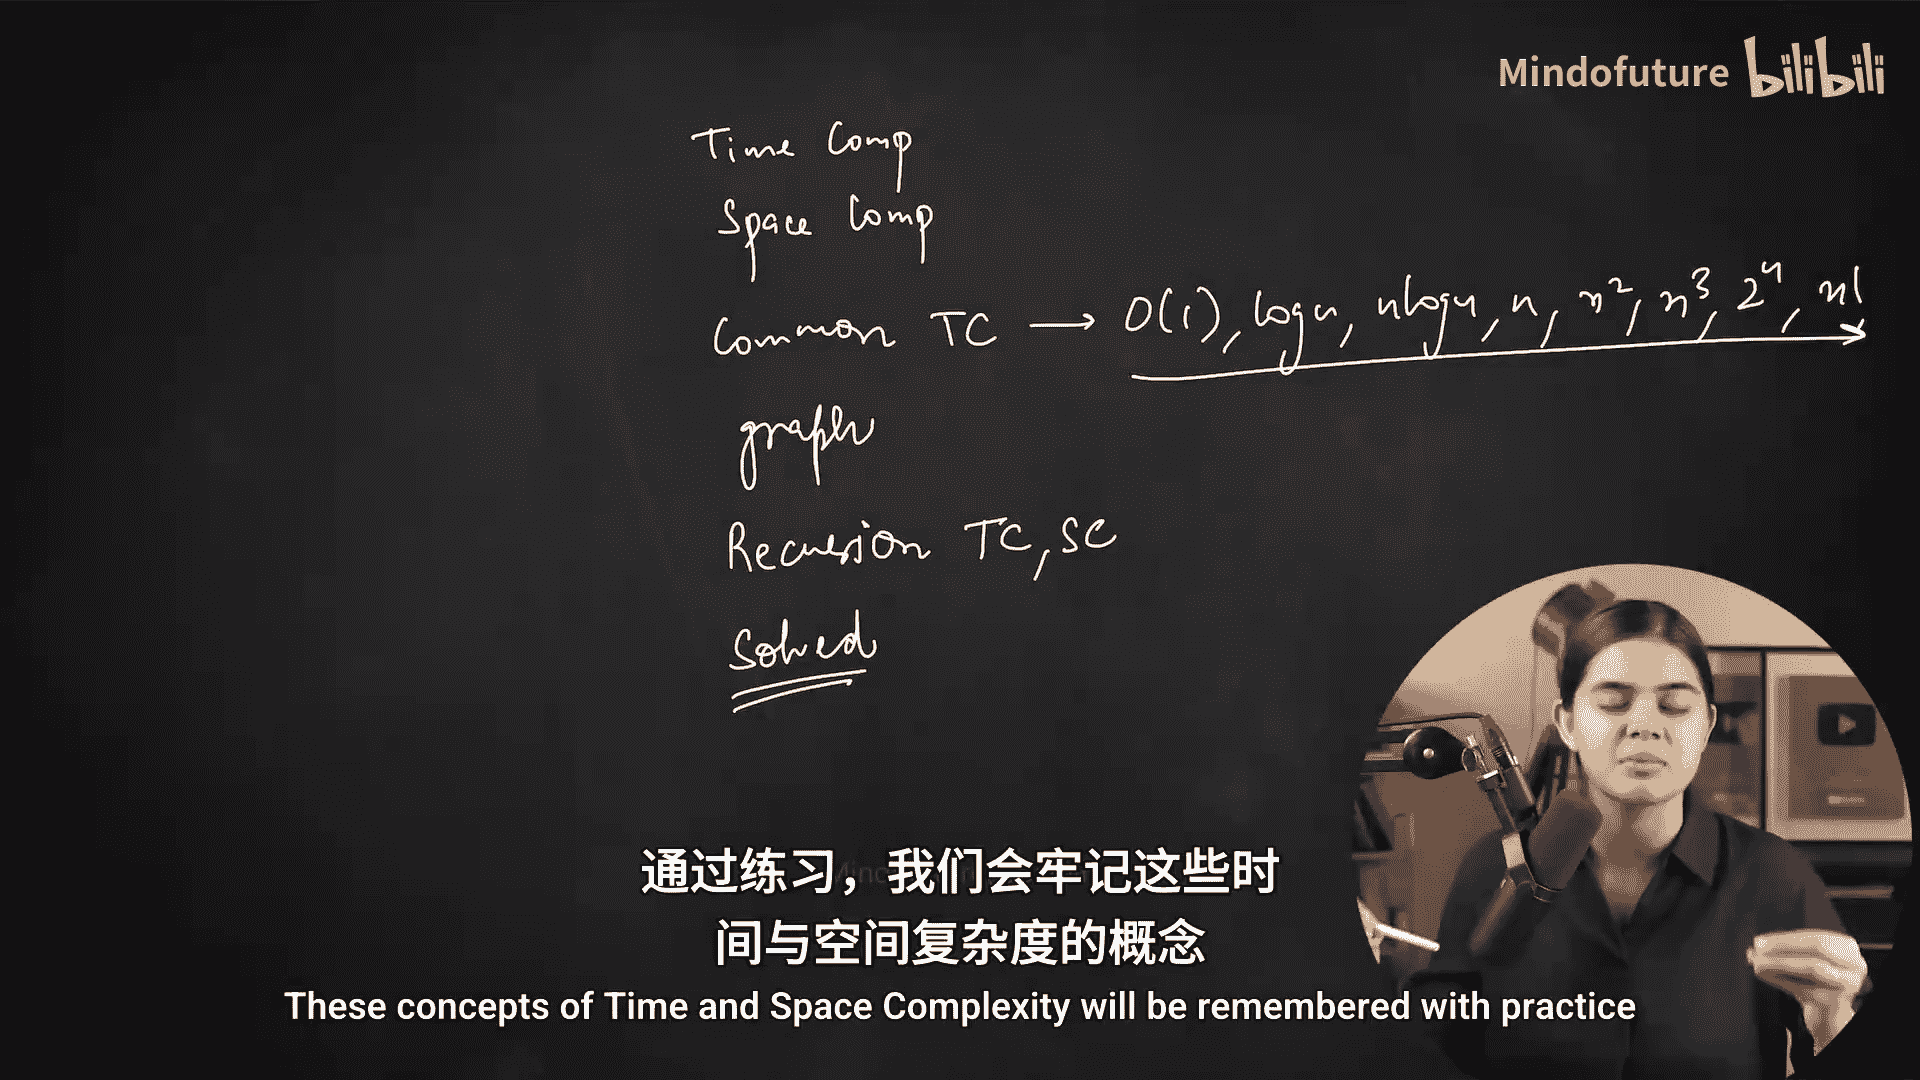 Mindofuture bilibili
Time Comp
Space Comp
Common TC → O(1), logn, nlogn, n, n², n³, 2ⁿ, n!
graph
Recursion TC, SC
Solved
通过练习，我们会牢记这些时
间与空间复杂度的概念
These concepts of Time and Space Complexity will be remembered with practice